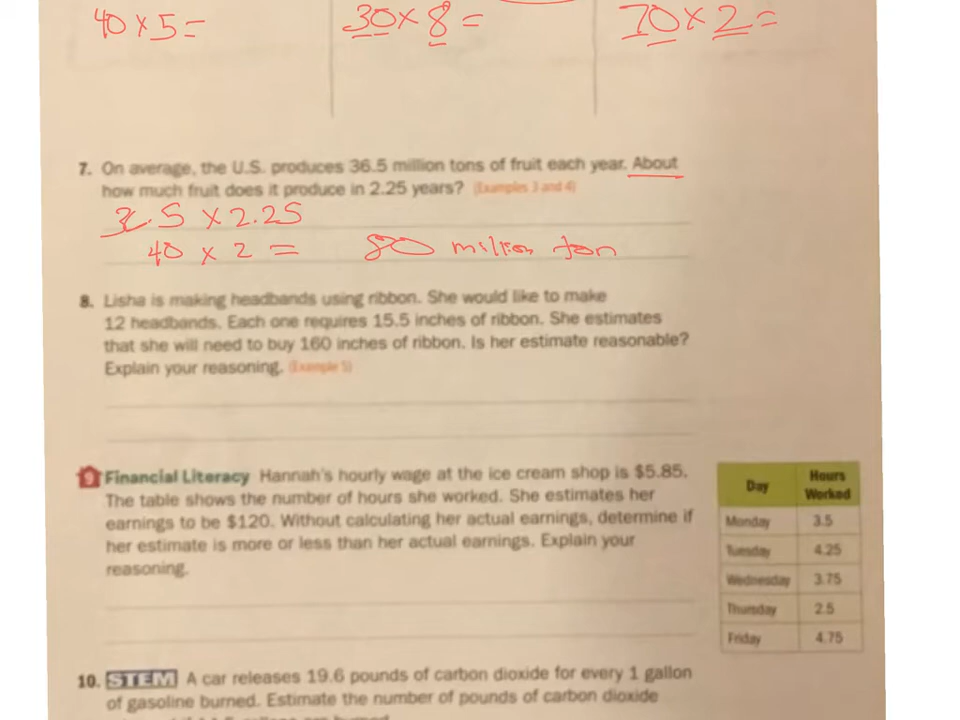 40 x 5 =
30 x 8 =
70 x 2 =
7. On average, the U.S. produces 36.5 million tons of fruit each year. About
how much fruit does it produce in 2.25 years? (Examples 3 and 4)
x 2.25
40 x 2 = 80 million ton
8. Lisha is making headbands using ribbon. She would like to make
12 headbands. Each one requires 15.5 inches of ribbon. She estimates
that she will need to buy 160 inches of ribbon. Is her estimate reasonable?
Explain your reasoning. (Example 5)
9 Financial Literacy Hannah's hourly wage at the ice cream shop is $5.85.
The table shows the number of hours she worked. She estimates her
earnings to be $120. Without calculating her actual earnings, determine if
her estimate is more or less than her actual earnings. Explain your
reasoning.
Day Hours Worked
Monday 3.5
Tuesday 4.25
Wednesday 3.75
Thursday 2.5
Friday 4.75
10. STEM A car releases 19.6 pounds of carbon dioxide for every 1 gallon
of gasoline burned. Estimate the number of pounds of carbon dioxide